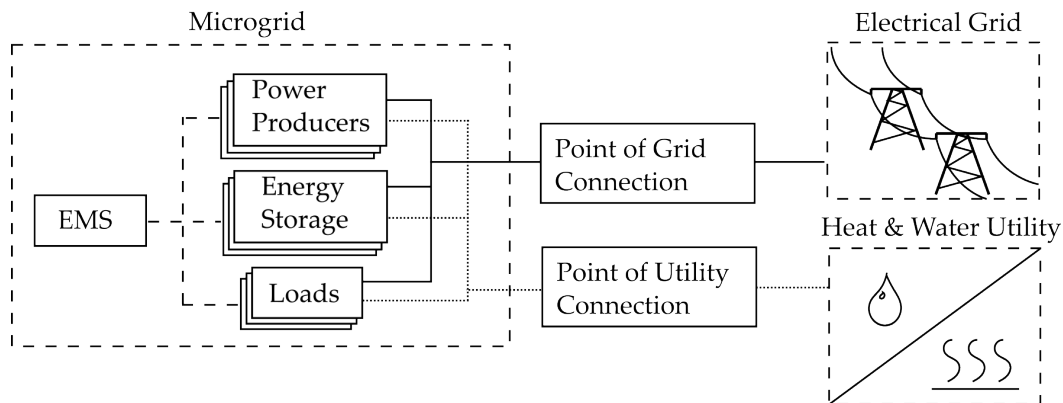 Microgrid
Electrical Grid
Power
Producers
Point of Grid
Connection
EMS
Energy
Storage
Heat & Water Utility
Loads
Point of Utility
Connection